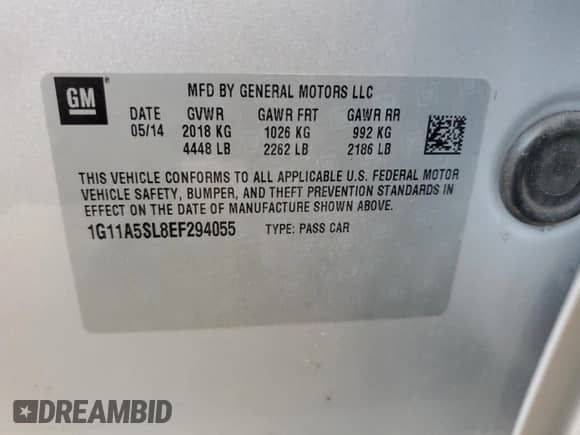 GM
MFD BY GENERAL MOTORS LLC
DATE GVWR GAWR FRT GAWR RR
05/14 2018 KG 1026 KG 992 KG
4448 LB 2262 LB 2186 LB
THIS VEHICLE CONFORMS TO ALL APPLICABLE U.S. FEDERAL MOTOR
VEHICLE SAFETY, BUMPER, AND THEFT PREVENTION STANDARDS IN
EFFECT ON THE DATE OF MANUFACTURE SHOWN ABOVE.
1G11A5SL8EF294055 TYPE: PASS CAR
DREAMBID